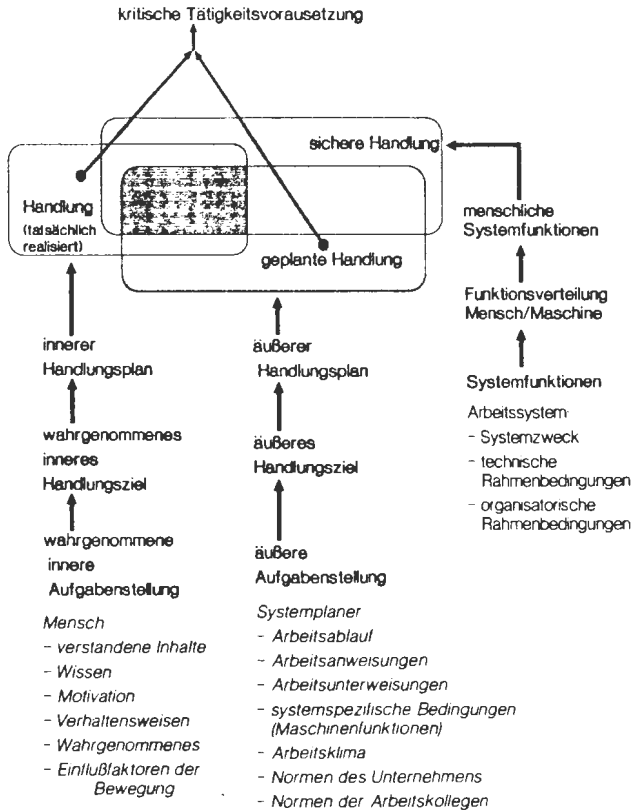 kritische Tätigkeitsvoraussetzung
sichere Handlung
Handlung
(tatsächlich
realisiert)
geplante Handlung
menschliche
Systemfunktionen
Funktionsverteilung
Mensch/Maschine
Systemfunktionen
Arbeitssystem
- Systemzweck
- technische
Rahmenbedingungen
- organisatorische
Rahmenbedingungen
innerer
Handlungsplan
wahrgenommenes
inneres
Handlungsziel
wahrgenommene
innere
Aufgabenstellung
Mensch
- verstandene Inhalte
- Wissen
- Motivation
- Verhaltensweisen
- Wahrgenommenes
- Einflußfaktoren der
Bewegung
äußerer
Handlungsplan
äußeres
Handlungsziel
äußere
Aufgabenstellung
Systemplaner
- Arbeitsablauf
- Arbeitsanweisungen
- Arbeitsunterweisungen
- systemspezifische Bedingungen
(Maschinenfunktionen)
- Arbeitsklima
- Normen des Unternehmens
- Normen der Arbeitskollegen